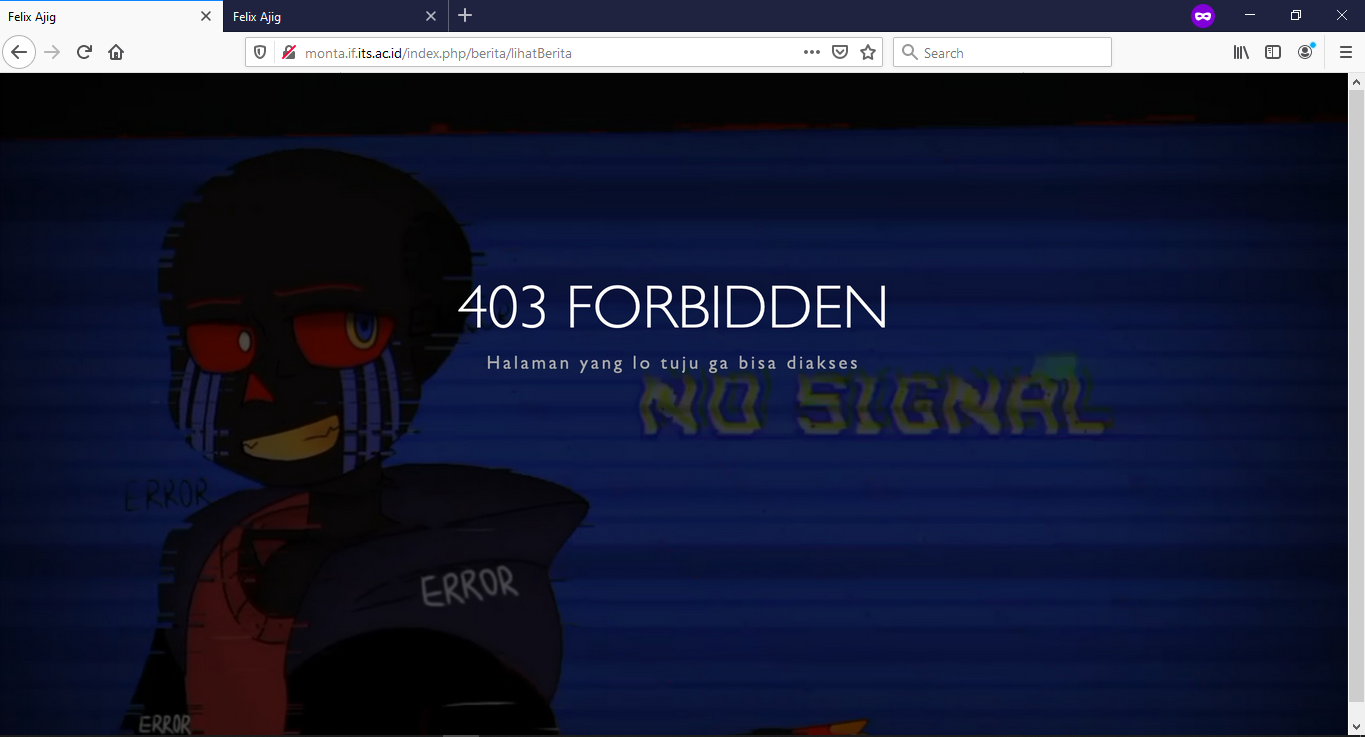 Felix Ajig
Felix Ajig
monta.if.its.ac.id/index.php/berita/lihatBerita
Search
403 FORBIDDEN
Halaman yang lo tuju ga bisa diakses
NO SIGNAL
ERROR
ERROR
ERROR